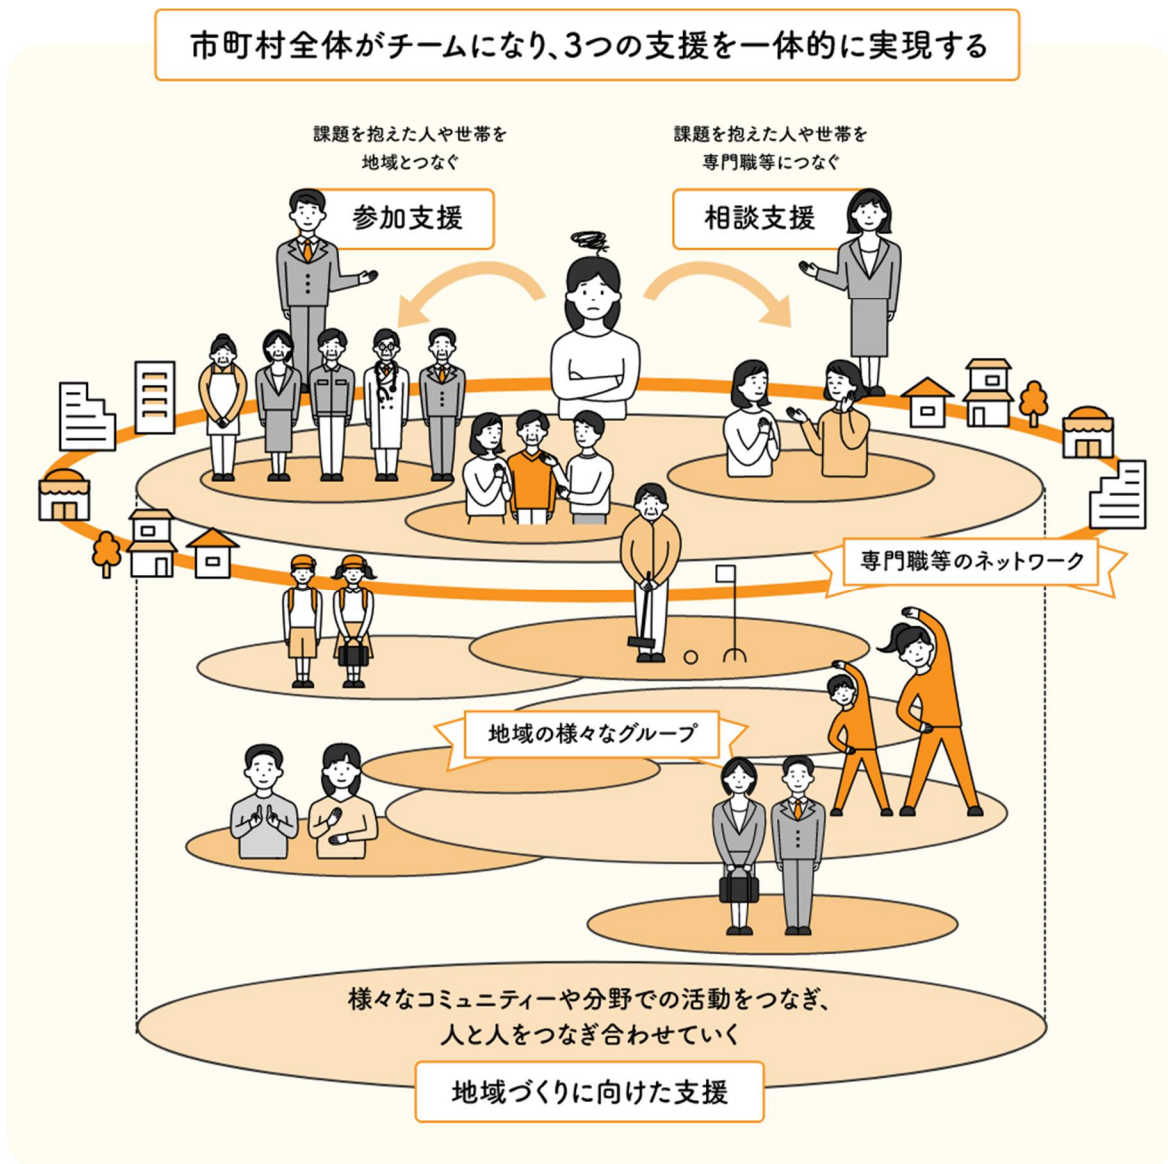 市町村全体がチームになり、3つの支援を一体的に実現する
課題を抱えた人や世帯を
地域とつなぐ
参加支援
課題を抱えた人や世帯を
専門職等につなぐ
相談支援
専門職等のネットワーク
地域の様々なグループ
様々なコミュニティーや分野での活動をつなぎ、
人と人をつなぎ合わせていく
地域づくりに向けた支援